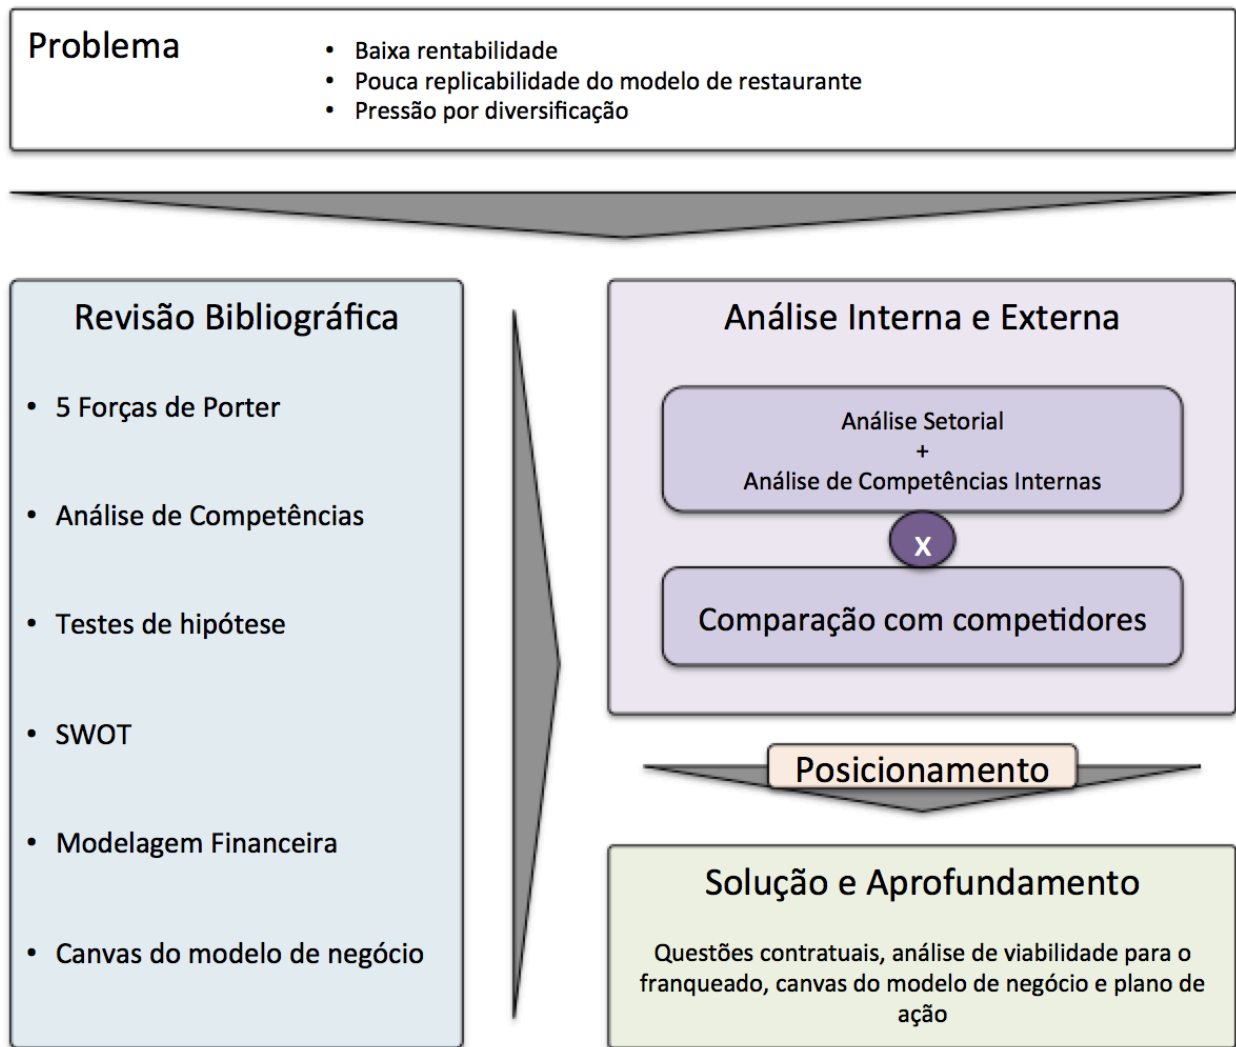 Problema
• Baixa rentabilidade
• Pouca replicabilidade do modelo de restaurante
• Pressão por diversificação
Revisão Bibliográfica
• 5 Forças de Porter
• Análise de Competências
• Testes de hipótese
• SWOT
• Modelagem Financeira
• Canvas do modelo de negócio
Análise Interna e Externa
Análise Setorial
+
Análise de Competências Internas
X
Comparação com competidores
Posicionamento
Solução e Aprofundamento
Questões contratuais, análise de viabilidade para o
franqueado, canvas do modelo de negócio e plano de
ação